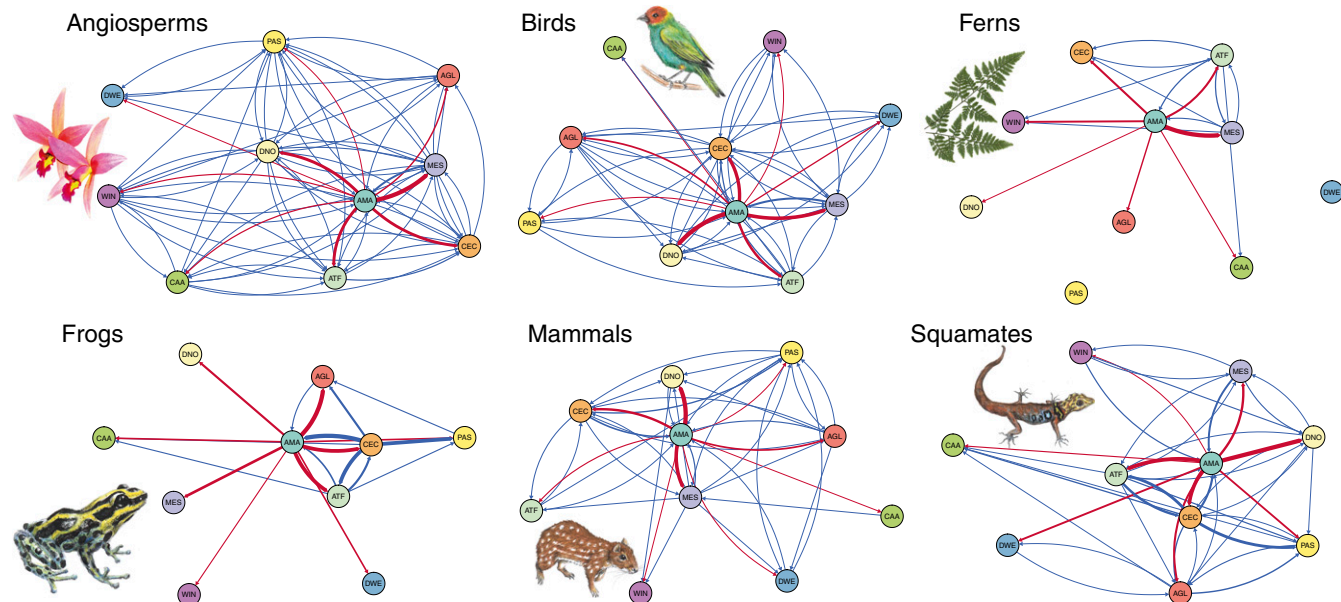 Angiosperms
PAS
AGL
DWE
DNO
MES
WIN
AMA
CEC
ATF
CAA
Birds
CAA
WIN
DWE
AGL
CEC
MES
AMA
PAS
DNO
ATF
Ferns
CEC
ATF
WIN
AMA
MES
DWE
DNO
AGL
CAA
PAS
Frogs
DNO
AGL
CAA
AMA
CEC
PAS
MES
ATF
WIN
DWE
Mammals
PAS
DNO
CEC
AMA
AGL
MES
ATF
CAA
WIN
DWE
Squamates
WIN
MES
DNO
CAA
AMA
ATF
CEC
DWE
PAS
AGL